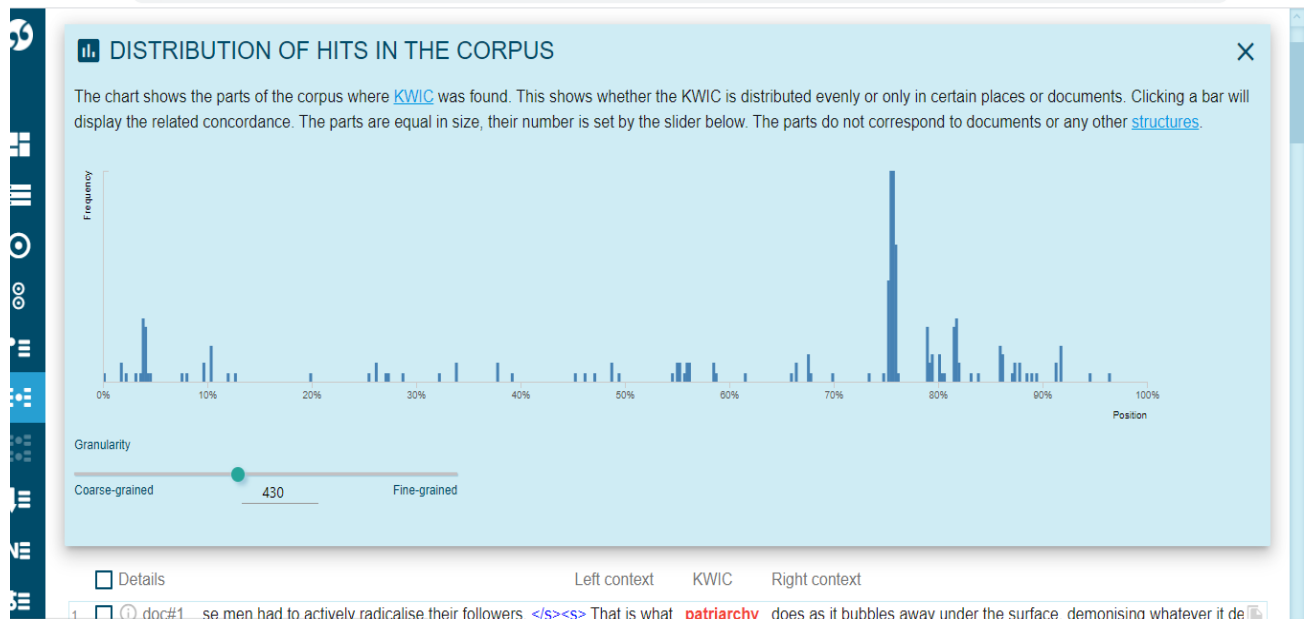 DISTRIBUTION OF HITS IN THE CORPUS
The chart shows the parts of the corpus where KWIC was found. This shows whether the KWIC is distributed evenly or only in certain places or documents. Clicking a bar will
display the related concordance. The parts are equal in size, their number is set by the slider below. The parts do not correspond to documents or any other structures.
Frequency
0% 10% 20% 30% 40% 50% 60% 70% 80% 90% 100%
Position
Granularity
Coarse-grained 430 Fine-grained
Details Left context KWIC Right context
1 doc#1 se men had to actively radicalise their followers </s><s> That is what patriarchy does as it bubbles away under the surface demonising whatever it de